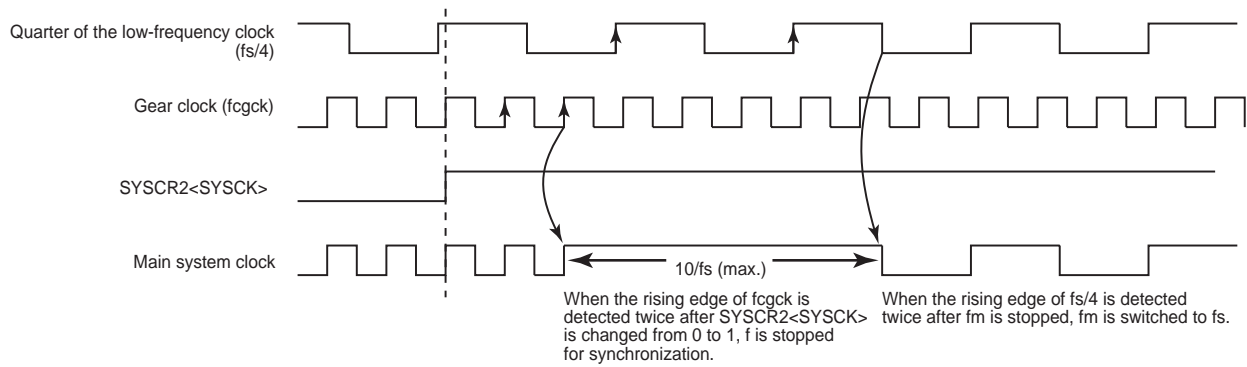 Quarter of the low-frequency clock
(fs/4)
Gear clock (fcgck)
SYSCR2<SYSCK>
Main system clock
10/fs (max.)
When the rising edge of fcgck is
detected twice after SYSCR2<SYSCK>
is changed from 0 to 1, f is stopped
for synchronization.
When the rising edge of fs/4 is detected
twice after fm is stopped, fm is switched to fs.